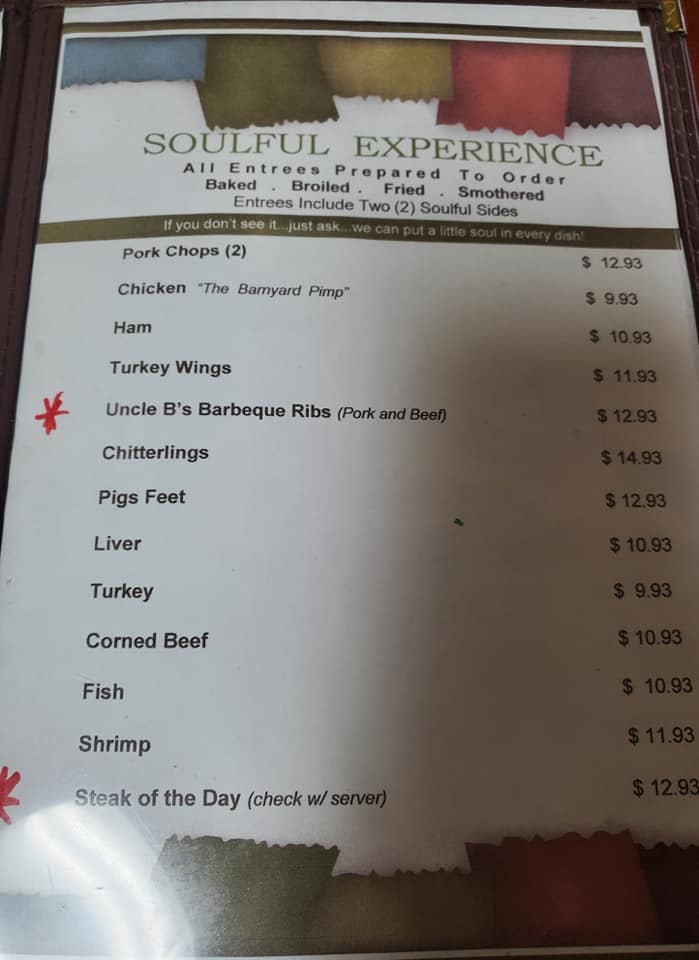 SOULFUL EXPERIENCE
All Entrees Prepared To Order
Baked . Broiled . Fried . Smothered
Entrees Include Two (2) Soulful Sides
If you don't see it...just ask...we can put a little soul in every dish!
Pork Chops (2) $ 12.93
Chicken "The Barnyard Pimp" $ 9.93
Ham $ 10.93
Turkey Wings $ 11.93
Uncle B's Barbeque Ribs (Pork and Beef) $ 12.93
Chitterlings $ 14.93
Pigs Feet $ 12.93
Liver $ 10.93
Turkey $ 9.93
Corned Beef $ 10.93
Fish $ 10.93
Shrimp $ 11.93
Steak of the Day (check w/ server) $ 12.93